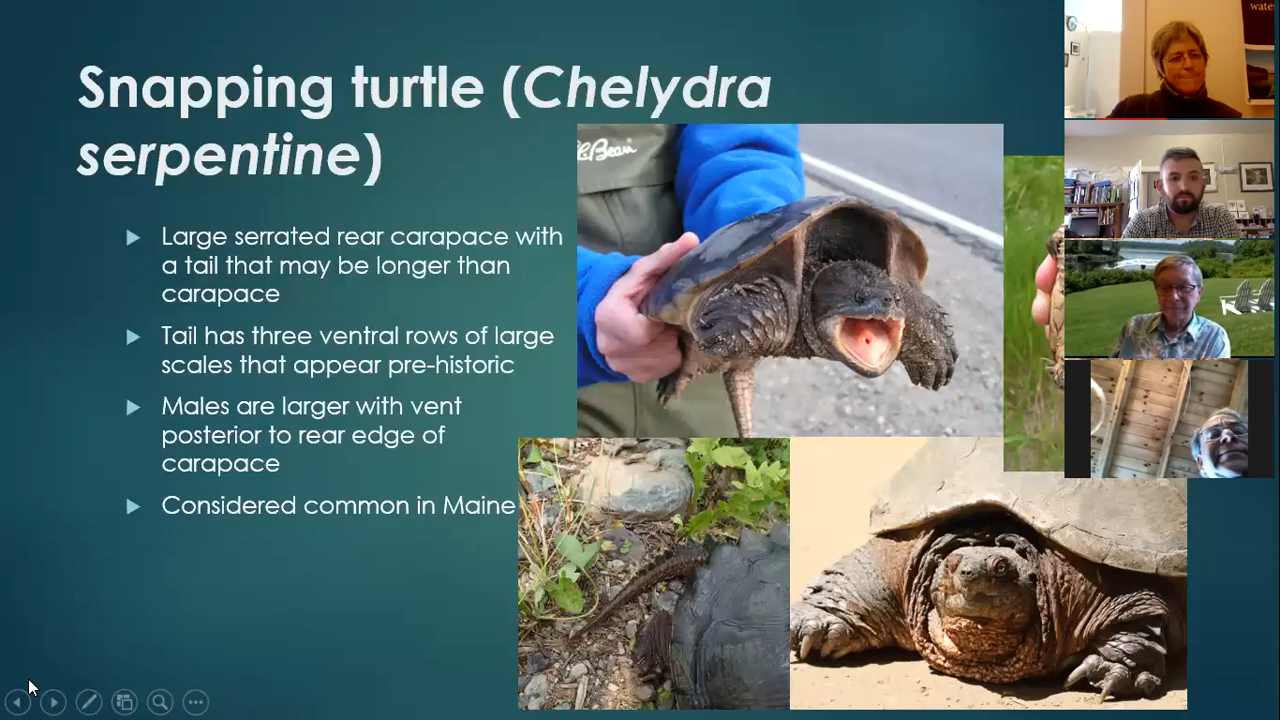 Snapping turtle (Chelydra
serpentine)
Large serrated rear carapace with
a tail that may be longer than
carapace
Tail has three ventral rows of large
scales that appear pre-historic
Males are larger with vent
posterior to rear edge of
carapace
Considered common in Maine
L.L.Bean
wate